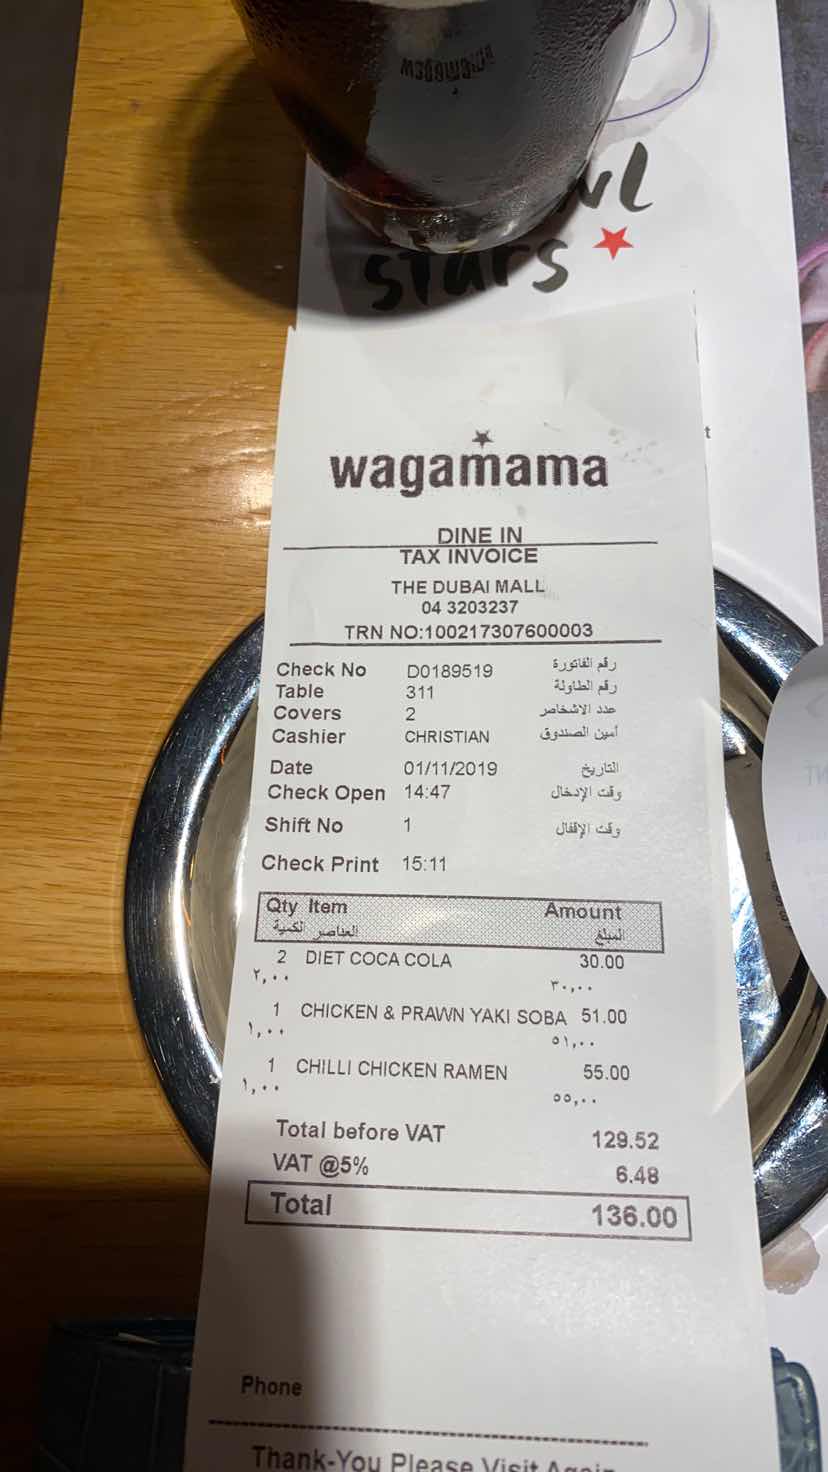 stars
wagamama
DINE IN
TAX INVOICE
THE DUBAI MALL
04 3203237
TRN NO:100217307600003
Check No D0189519 رقم الفاتورة
Table 311 رقم الطاولة
Covers 2 عدد الاشخاصر
Cashier CHRISTIAN أمين الصندوق
Date 01/11/2019 التاريخ
Check Open 14:47 وقت الإدخال
Shift No 1 وقت الإقفال
Check Print 15:11
Qty Item Amount
العناصر الكمية المبلغ
2 DIET COCA COLA 30.00
٢,٠٠ ٣٠,٠٠
1 CHICKEN & PRAWN YAKI SOBA 51.00
١,٠٠ ٥١,٠٠
1 CHILLI CHICKEN RAMEN 55.00
١,٠٠ ٥٥,٠٠
Total before VAT 129.52
VAT @5% 6.48
Total 136.00
Phone
Thank-You Please Visit Again